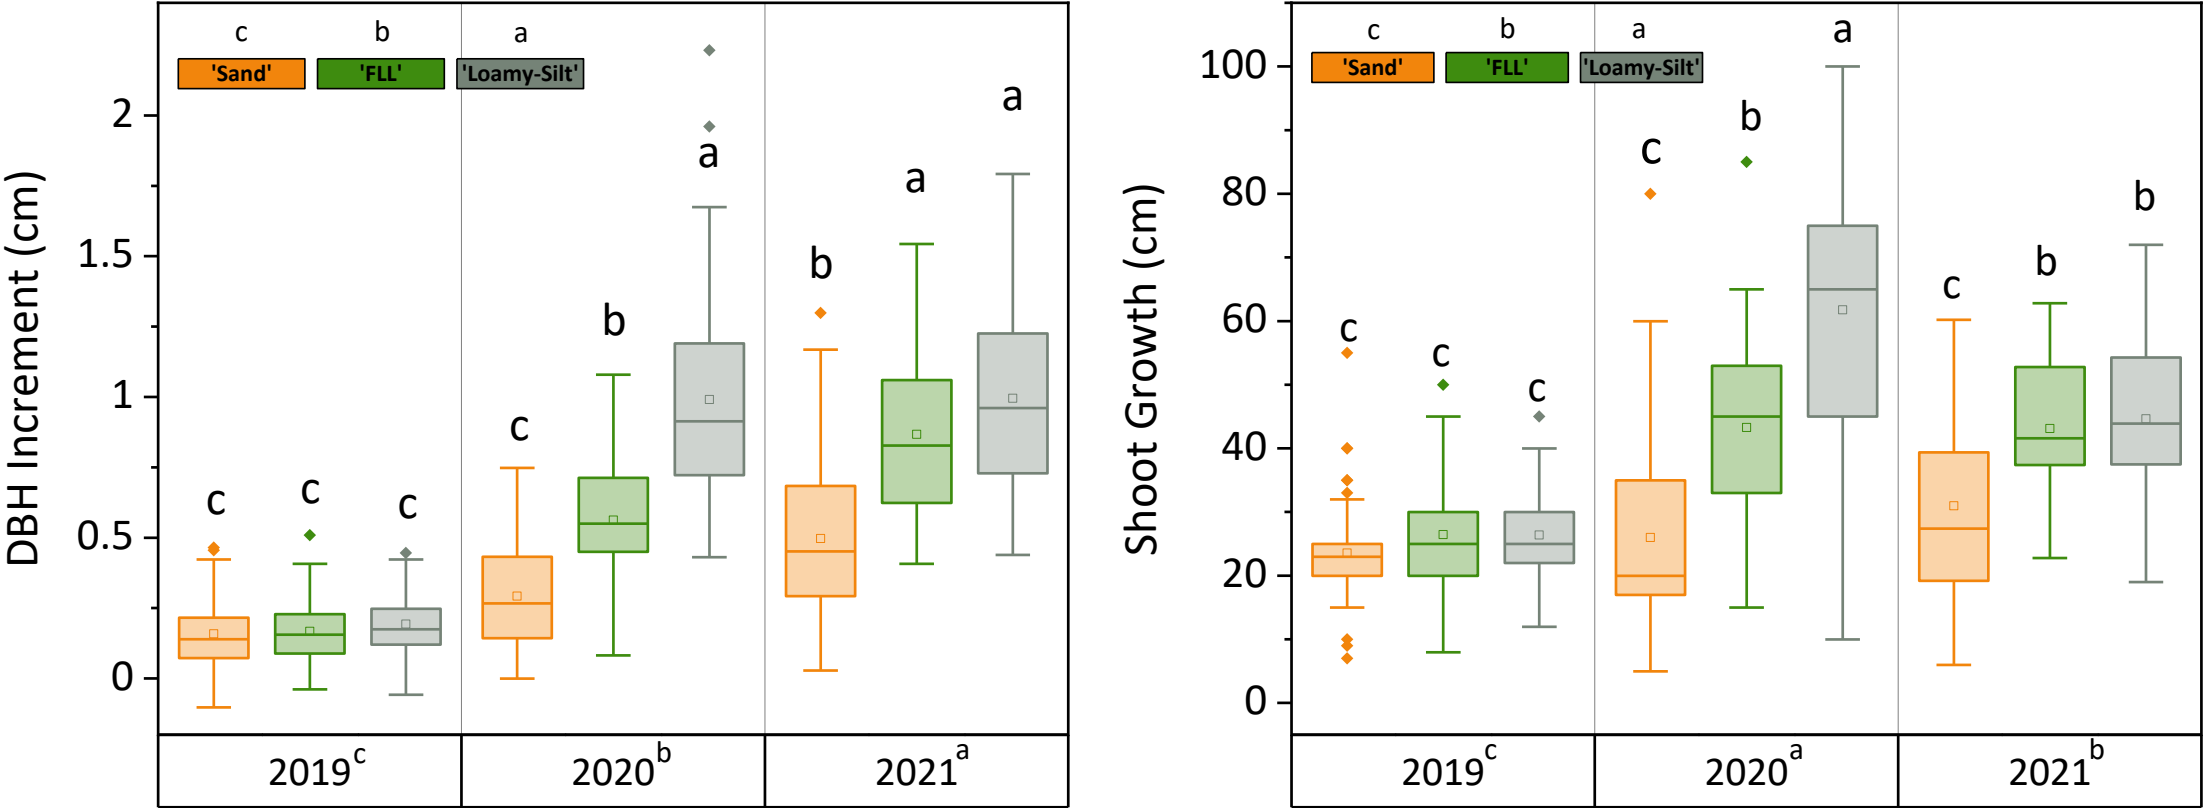 c b a
'Sand' 'FLL' 'Loamy-Silt'
DBH Increment (cm)
2
1.5
1
0.5
0
c c c
c b a
b a a
2019c 2020b 2021a
c b a
'Sand' 'FLL' 'Loamy-Silt'
Shoot Growth (cm)
100
80
60
40
20
0
c c c
c b a
c b b
2019c 2020a 2021b